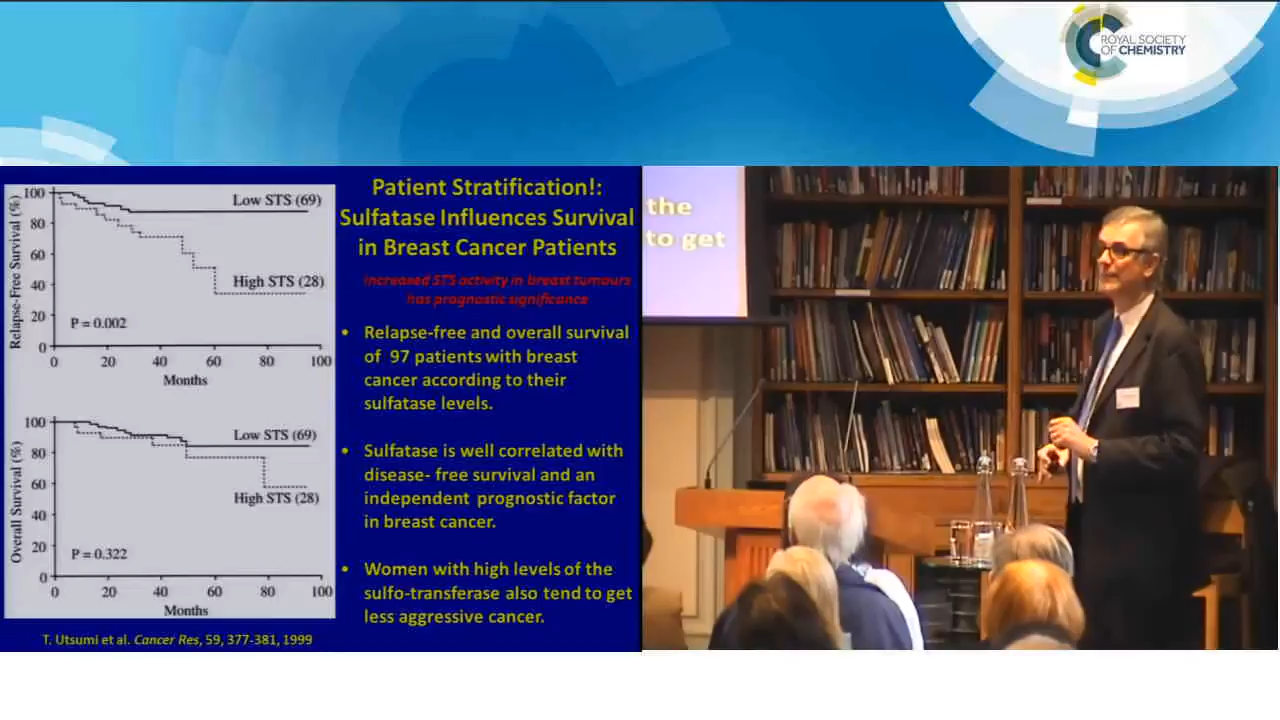 ROYAL SOCIETY
OF CHEMISTRY
Patient Stratification!:
Sulfatase Influences Survival
in Breast Cancer Patients
Increased STS activity in breast tumours
has prognostic significance
• Relapse-free and overall survival
of 97 patients with breast
cancer according to their
sulfatase levels.
• Sulfatase is well correlated with
disease- free survival and an
independent prognostic factor
in breast cancer.
• Women with high levels of the
sulfo-transferase also tend to get
less aggressive cancer.
Relapse-Free Survival (%)
100
80
60
40
20
0
Low STS (69)
High STS (28)
P = 0.002
0 20 40 60 80 100
Months
Overall Survival (%)
100
80
60
40
20
0
Low STS (69)
High STS (28)
P = 0.322
0 20 40 60 80 100
Months
T. Utsumi et al. Cancer Res, 59, 377-381, 1999
the
to get